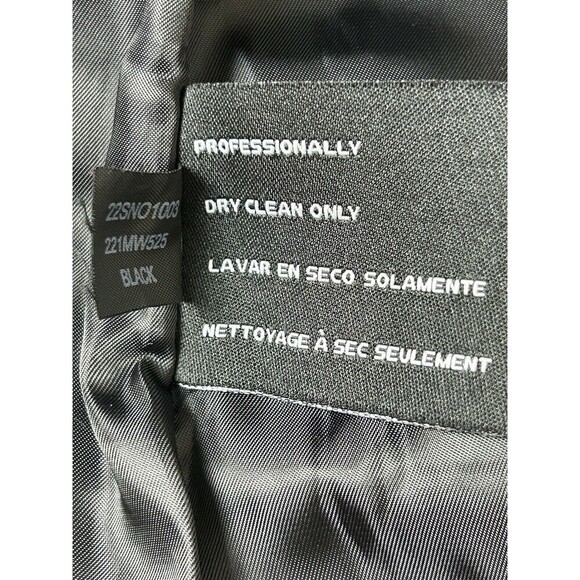 22SNO1003
221MW525
BLACK
PROFESSIONALLY
DRY CLEAN ONLY
LAVAR EN SECO SOLAMENTE
NETTOYAGE À SEC SEULEMENT